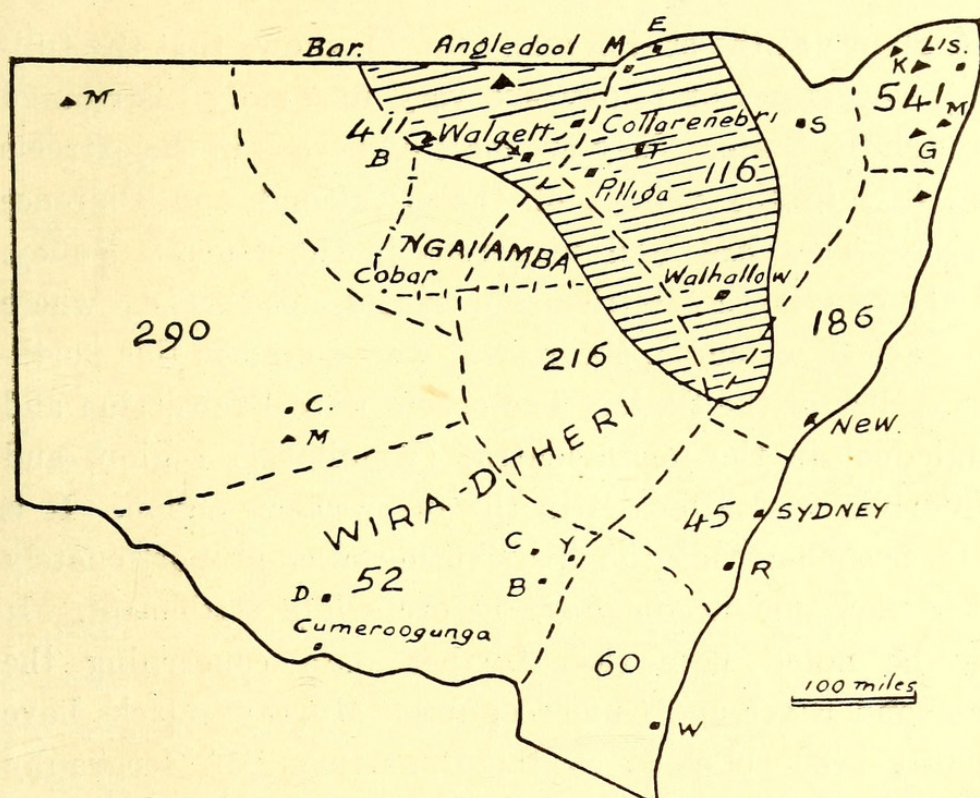 E
Bar. Angledool M
LIS.
K
M
541
M
411
Walgett
Collarenebri
S
B
T
G
116
Pilliga
NGAIAMBA
Cobar
Walhallow
290
216
186
C.
M
New.
WIRA-DTHERI
45
SYDNEY
C
Y
R
B
D. 52
Cumeroogunga
60
100 miles
W